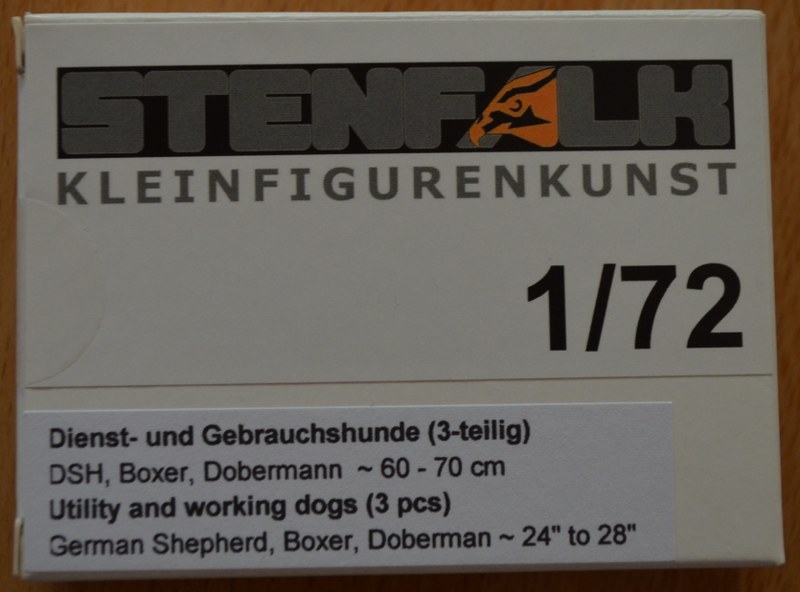 STENFALK
KLEINFIGURENKUNST
1/72
Dienst- und Gebrauchshunde (3-teilig)
DSH, Boxer, Dobermann ~ 60 - 70 cm
Utility and working dogs (3 pcs)
German Shepherd, Boxer, Doberman ~ 24" to 28"